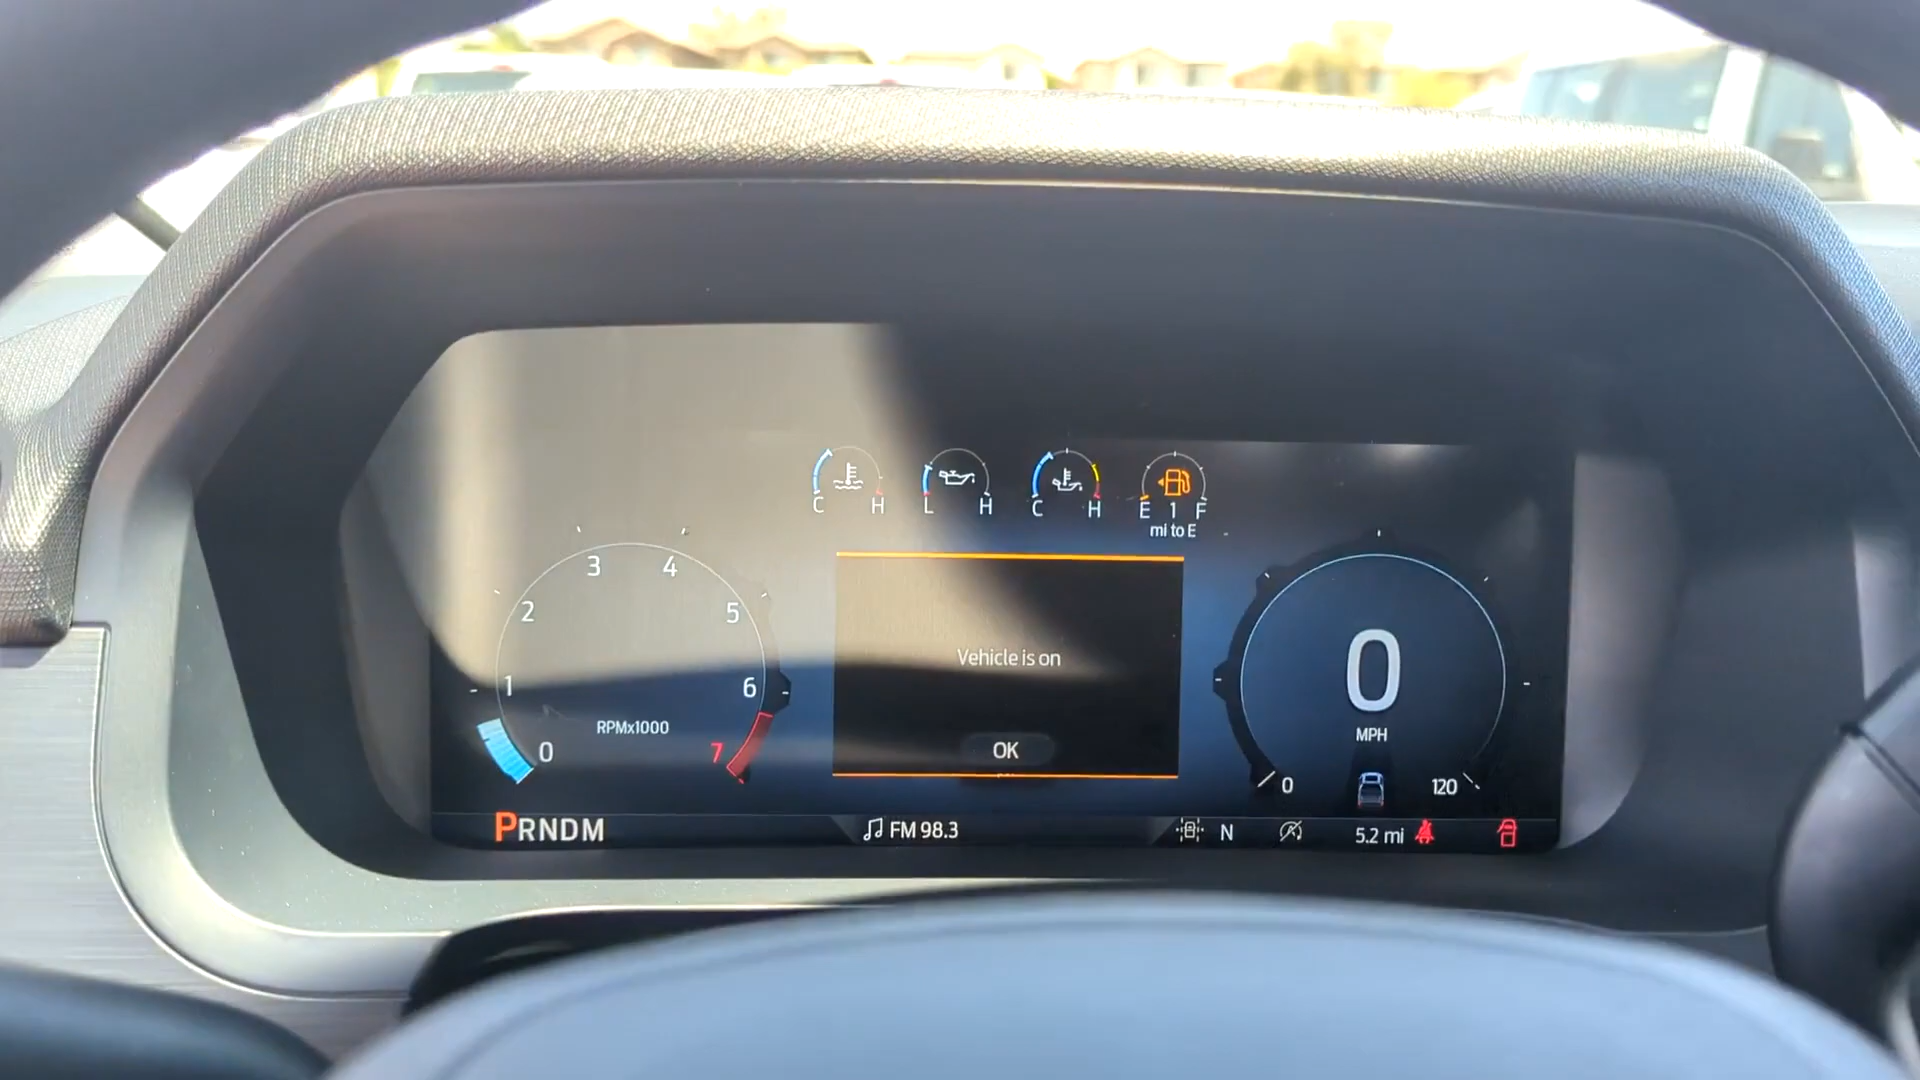 C H
L H
C H
E 1 F
mi to E
0
1
2
3
4
5
6
7
RPMx1000
Vehicle is on
OK
0
MPH
0
120
PRNDM
FM 98.3
N
5.2 mi